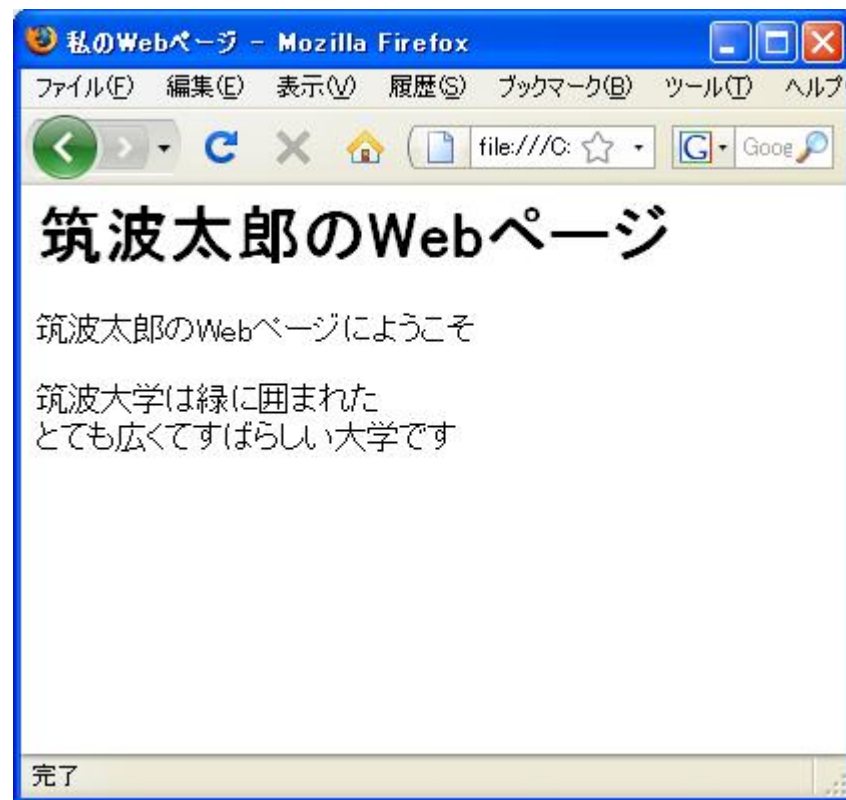 私のWebページ - Mozilla Firefox
ファイル(F) 編集(E) 表示(V) 履歴(S) ブックマーク(B) ツール(T) ヘルプ(
file:///C: G Goog
筑波太郎のWebページ
筑波太郎のWebページにようこそ
筑波大学は緑に囲まれた
とても広くてすばらしい大学です
完了